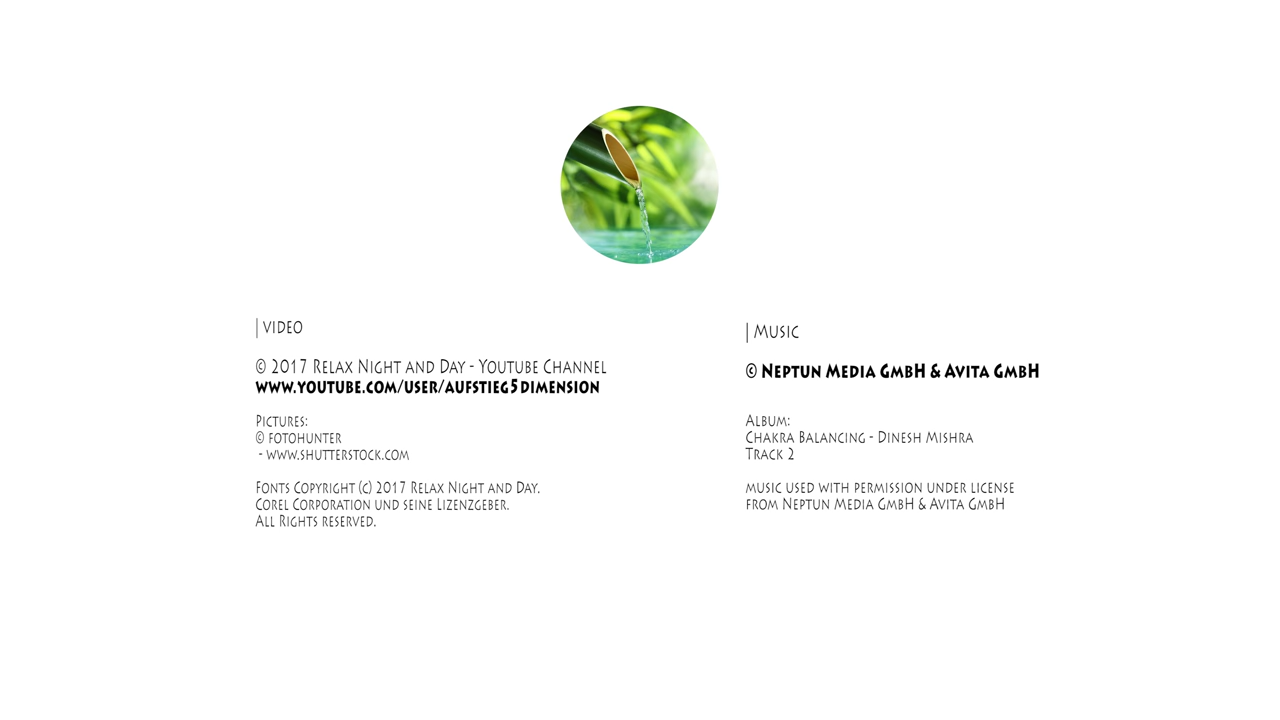 | video
© 2017 Relax Night and Day - Youtube Channel
www.youtube.com/user/aufstieg5dimension
Pictures:
© fotohunter
- www.shutterstock.com
Fonts Copyright (c) 2017 Relax Night and Day.
Corel Corporation und seine Lizenzgeber.
All Rights reserved.
| Music
© Neptun Media GmbH & Avita GmbH
Album:
Chakra Balancing - Dinesh Mishra
Track 2
music used with permission under license
from Neptun Media GmbH & Avita GmbH